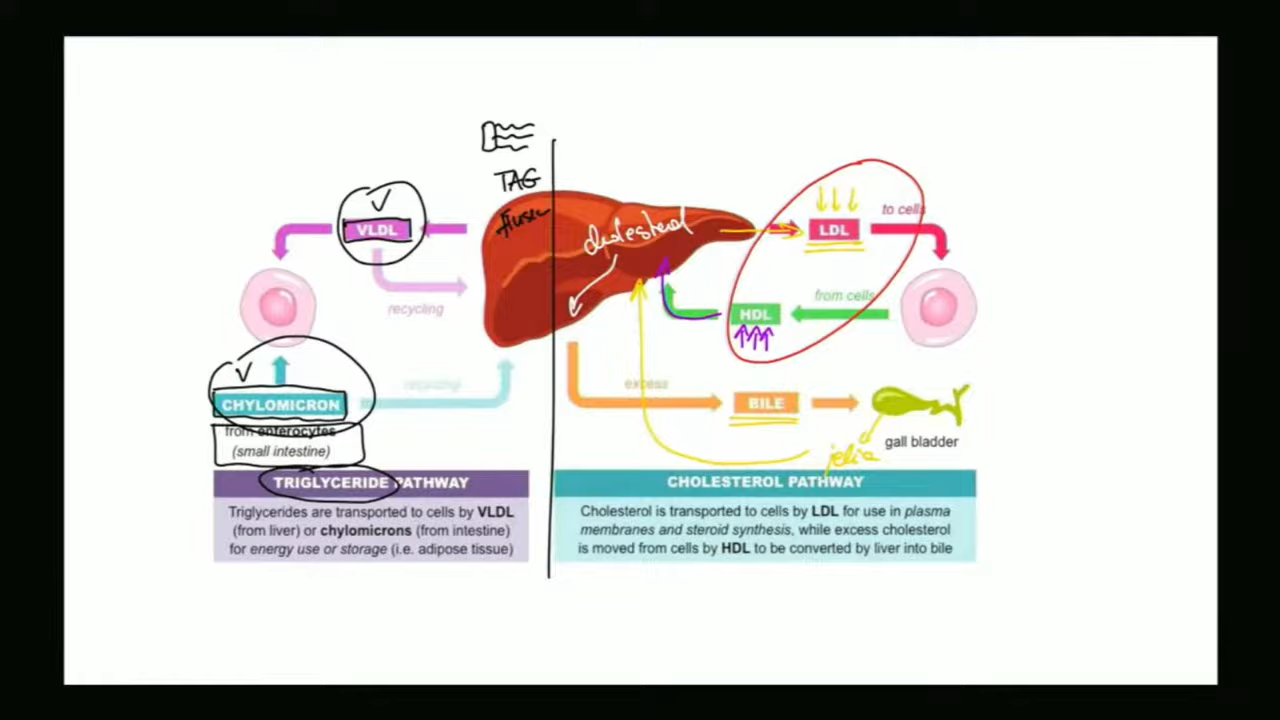 TAG
cholesterol
VLDL
LDL
to cells
recycling
from cells
HDL
CHYLOMICRON
recycling
excess
BILE
from enterocytes
(small intestine)
gall bladder
TRIGLYCERIDE PATHWAY
Triglycerides are transported to cells by VLDL
(from liver) or chylomicrons (from intestine)
for energy use or storage (i.e. adipose tissue)
CHOLESTEROL PATHWAY
Cholesterol is transported to cells by LDL for use in plasma
membranes and steroid synthesis, while excess cholesterol
is moved from cells by HDL to be converted by liver into bile